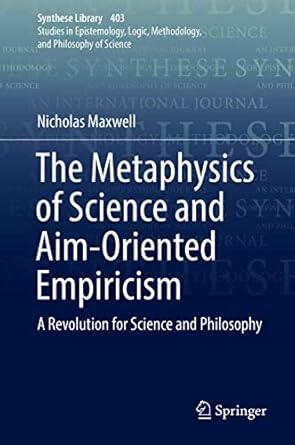 Synthese Library 403
Studies in Epistemology, Logic, Methodology,
and Philosophy of Science
Nicholas Maxwell
The Metaphysics
of Science and
Aim-Oriented
Empiricism
A Revolution for Science and Philosophy
Springer